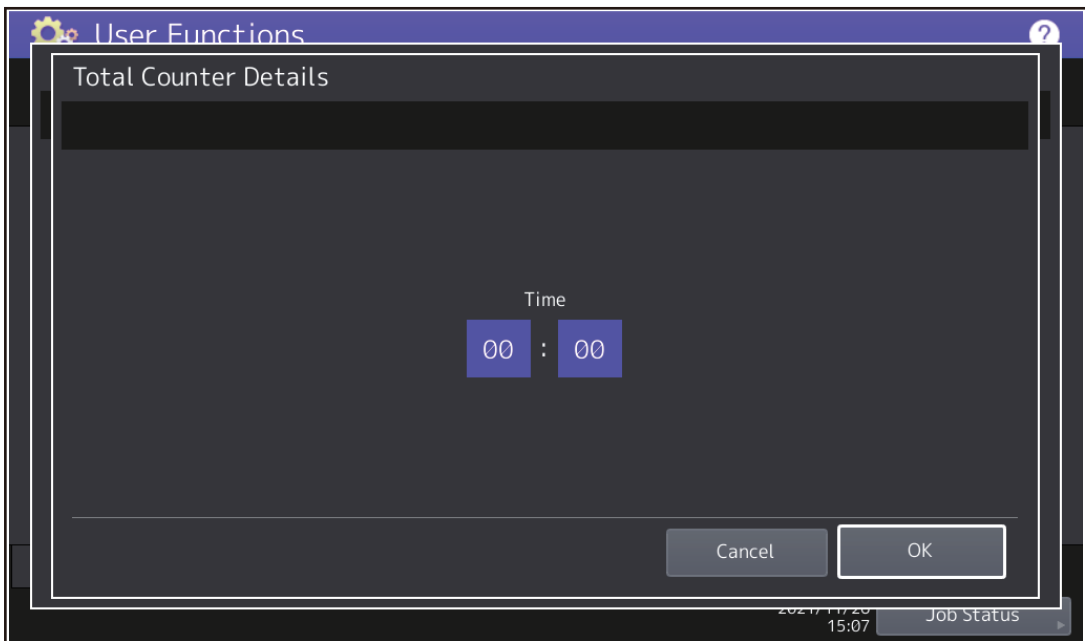 User Functions
?
Total Counter Details
Time
00 : 00
Cancel
OK
15:07
Job Status